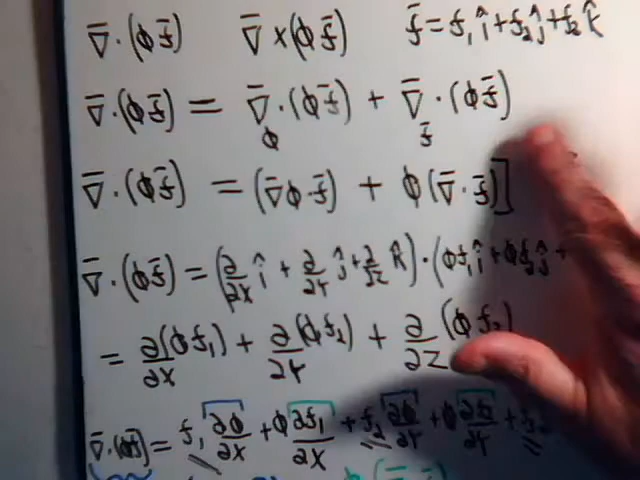 ∇̄·(φf̄) ∇̄×(φf̄) f̄=f₁î+f₂ĵ+f₂k̂
∇̄·(φf̄) = ∇̄_φ·(φf̄) + ∇̄_f̄·(φf̄)
∇̄·(φf̄) = (∇̄φ·f̄) + φ(∇̄·f̄)]
∇̄·(φf̄) = (∂/∂x î + ∂/∂y ĵ + ∂/∂z k̂)·(φf₁î + φf₂ĵ +
= ∂(φf₁)/∂x + ∂(φf₂)/∂y + ∂(φf₃)/∂z
∇̄·(φf̄) = f₁ ∂φ/∂x + φ ∂f₁/∂x + f₂ ∂φ/∂y + φ ∂f₂/∂y +